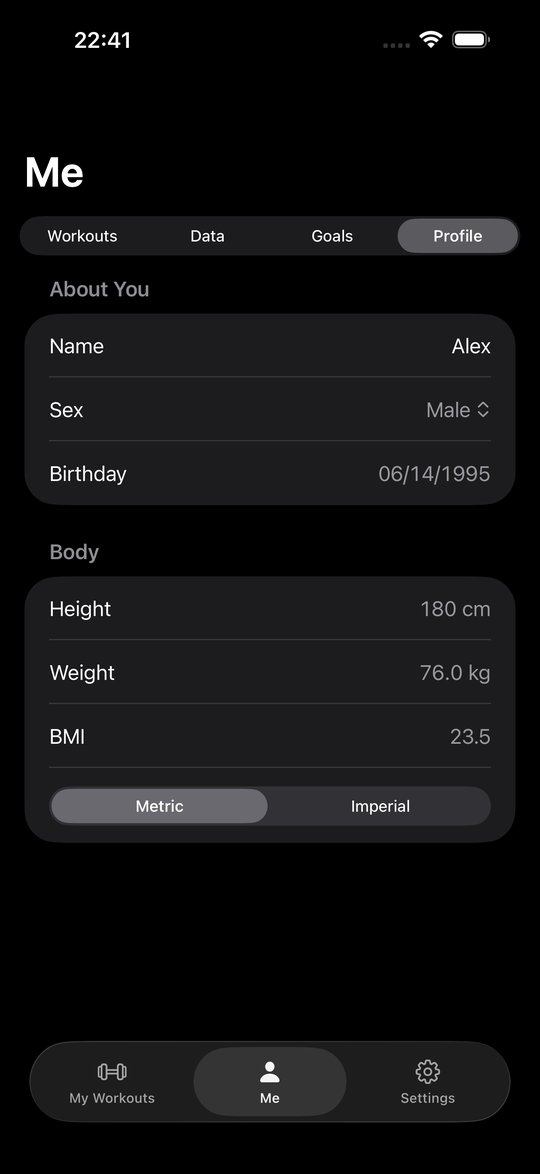 22:41
Me
Workouts Data Goals Profile
About You
Name Alex
Sex Male
Birthday 06/14/1995
Body
Height 180 cm
Weight 76.0 kg
BMI 23.5
Metric Imperial
My Workouts Me Settings